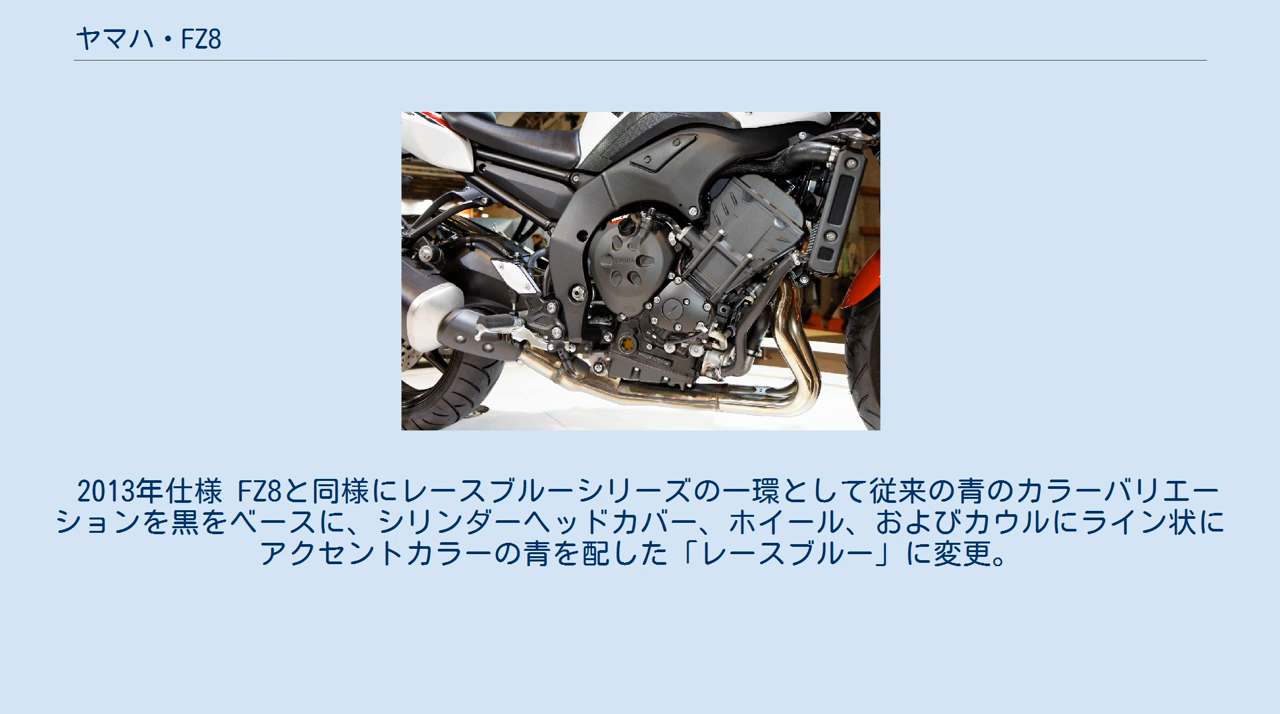 ヤマハ・FZ8
2013年仕様 FZ8と同様にレースブルーシリーズの一環として従来の青のカラーバリエー
ションを黒をベースに、シリンダーヘッドカバー、ホイール、およびカウルにライン状に
アクセントカラーの青を配した「レースブルー」に変更。